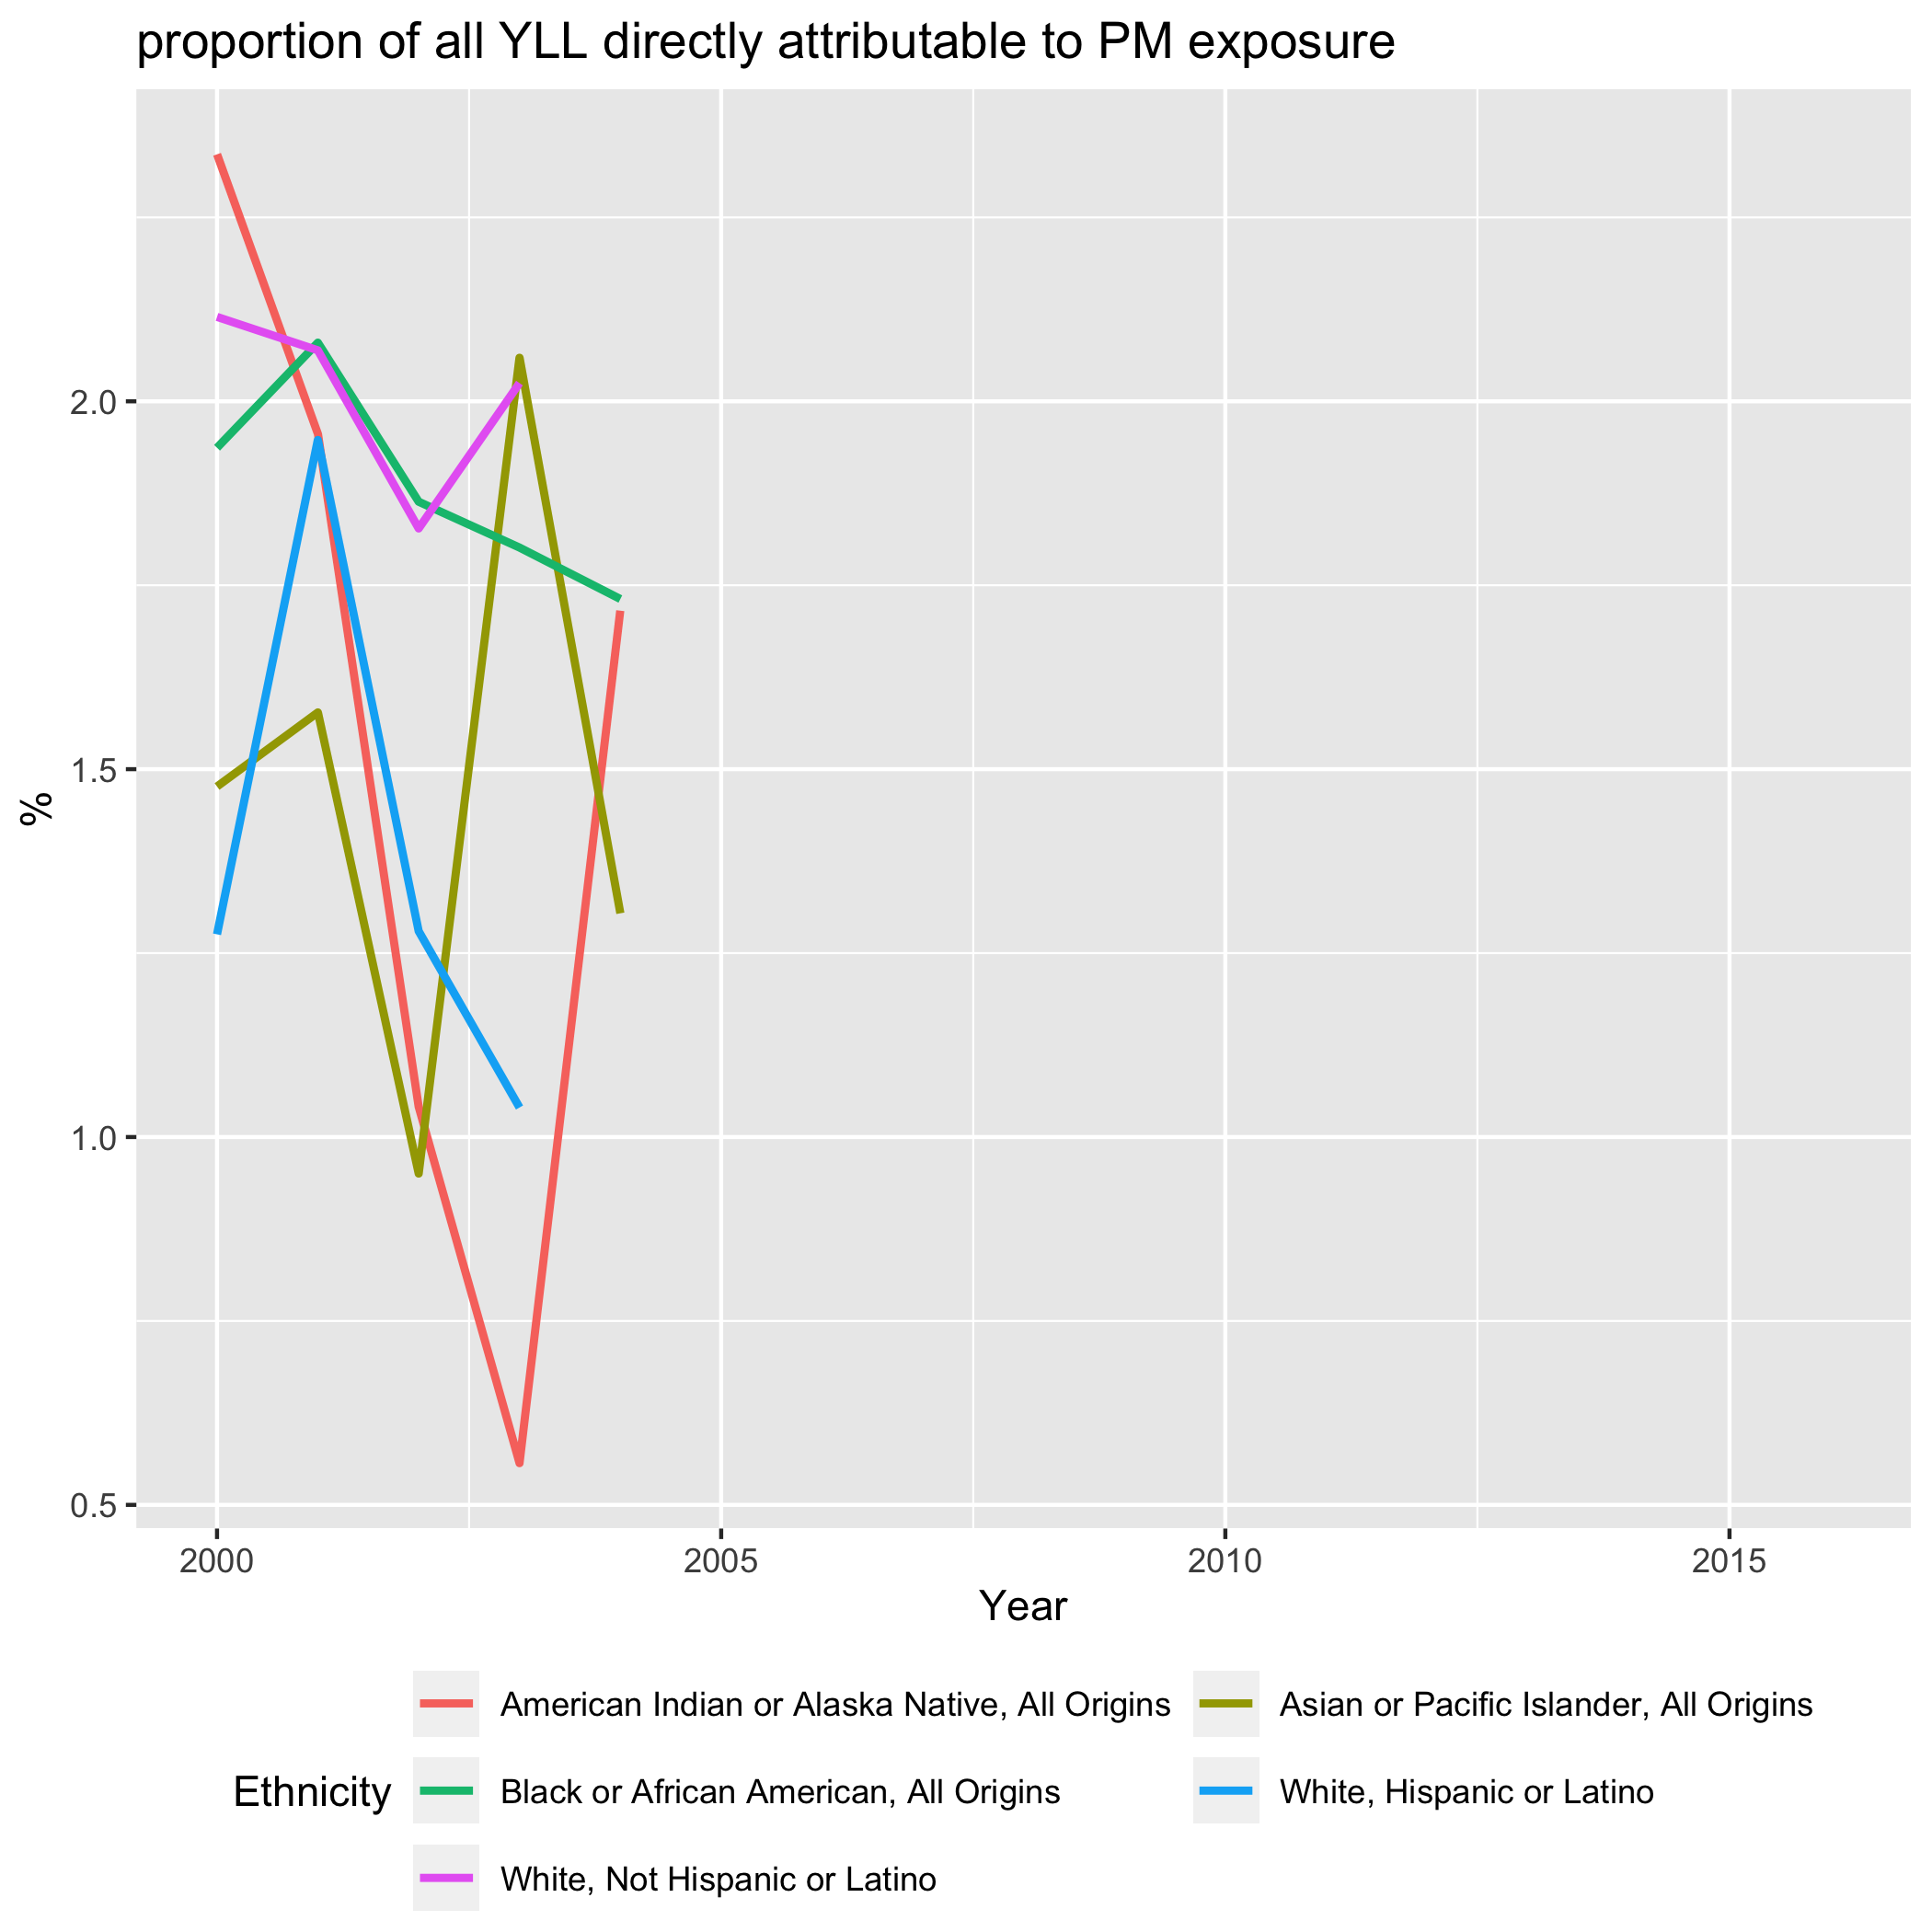 proportion of all YLL directly attributable to PM exposure
2.0
1.5
1.0
0.5
%
2000 2005 2010 2015
Year
Ethnicity
American Indian or Alaska Native, All Origins
Asian or Pacific Islander, All Origins
Black or African American, All Origins
White, Hispanic or Latino
White, Not Hispanic or Latino